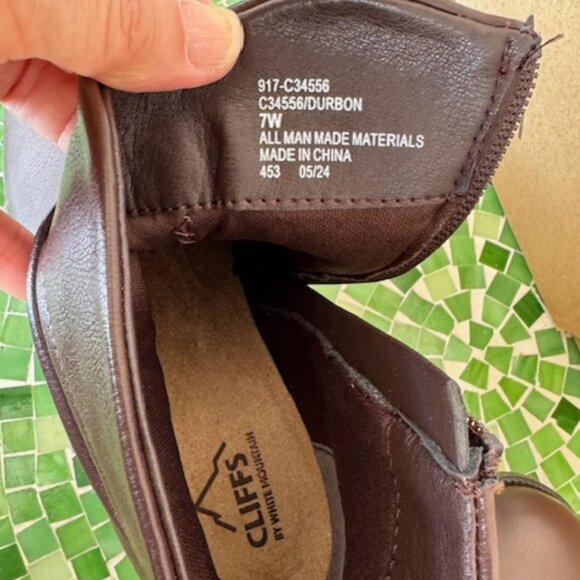 917-C34556
C34556/DURBON
7W
ALL MAN MADE MATERIALS
MADE IN CHINA
453 05/24
CLIFFS
BY WHITE MOUNTAIN